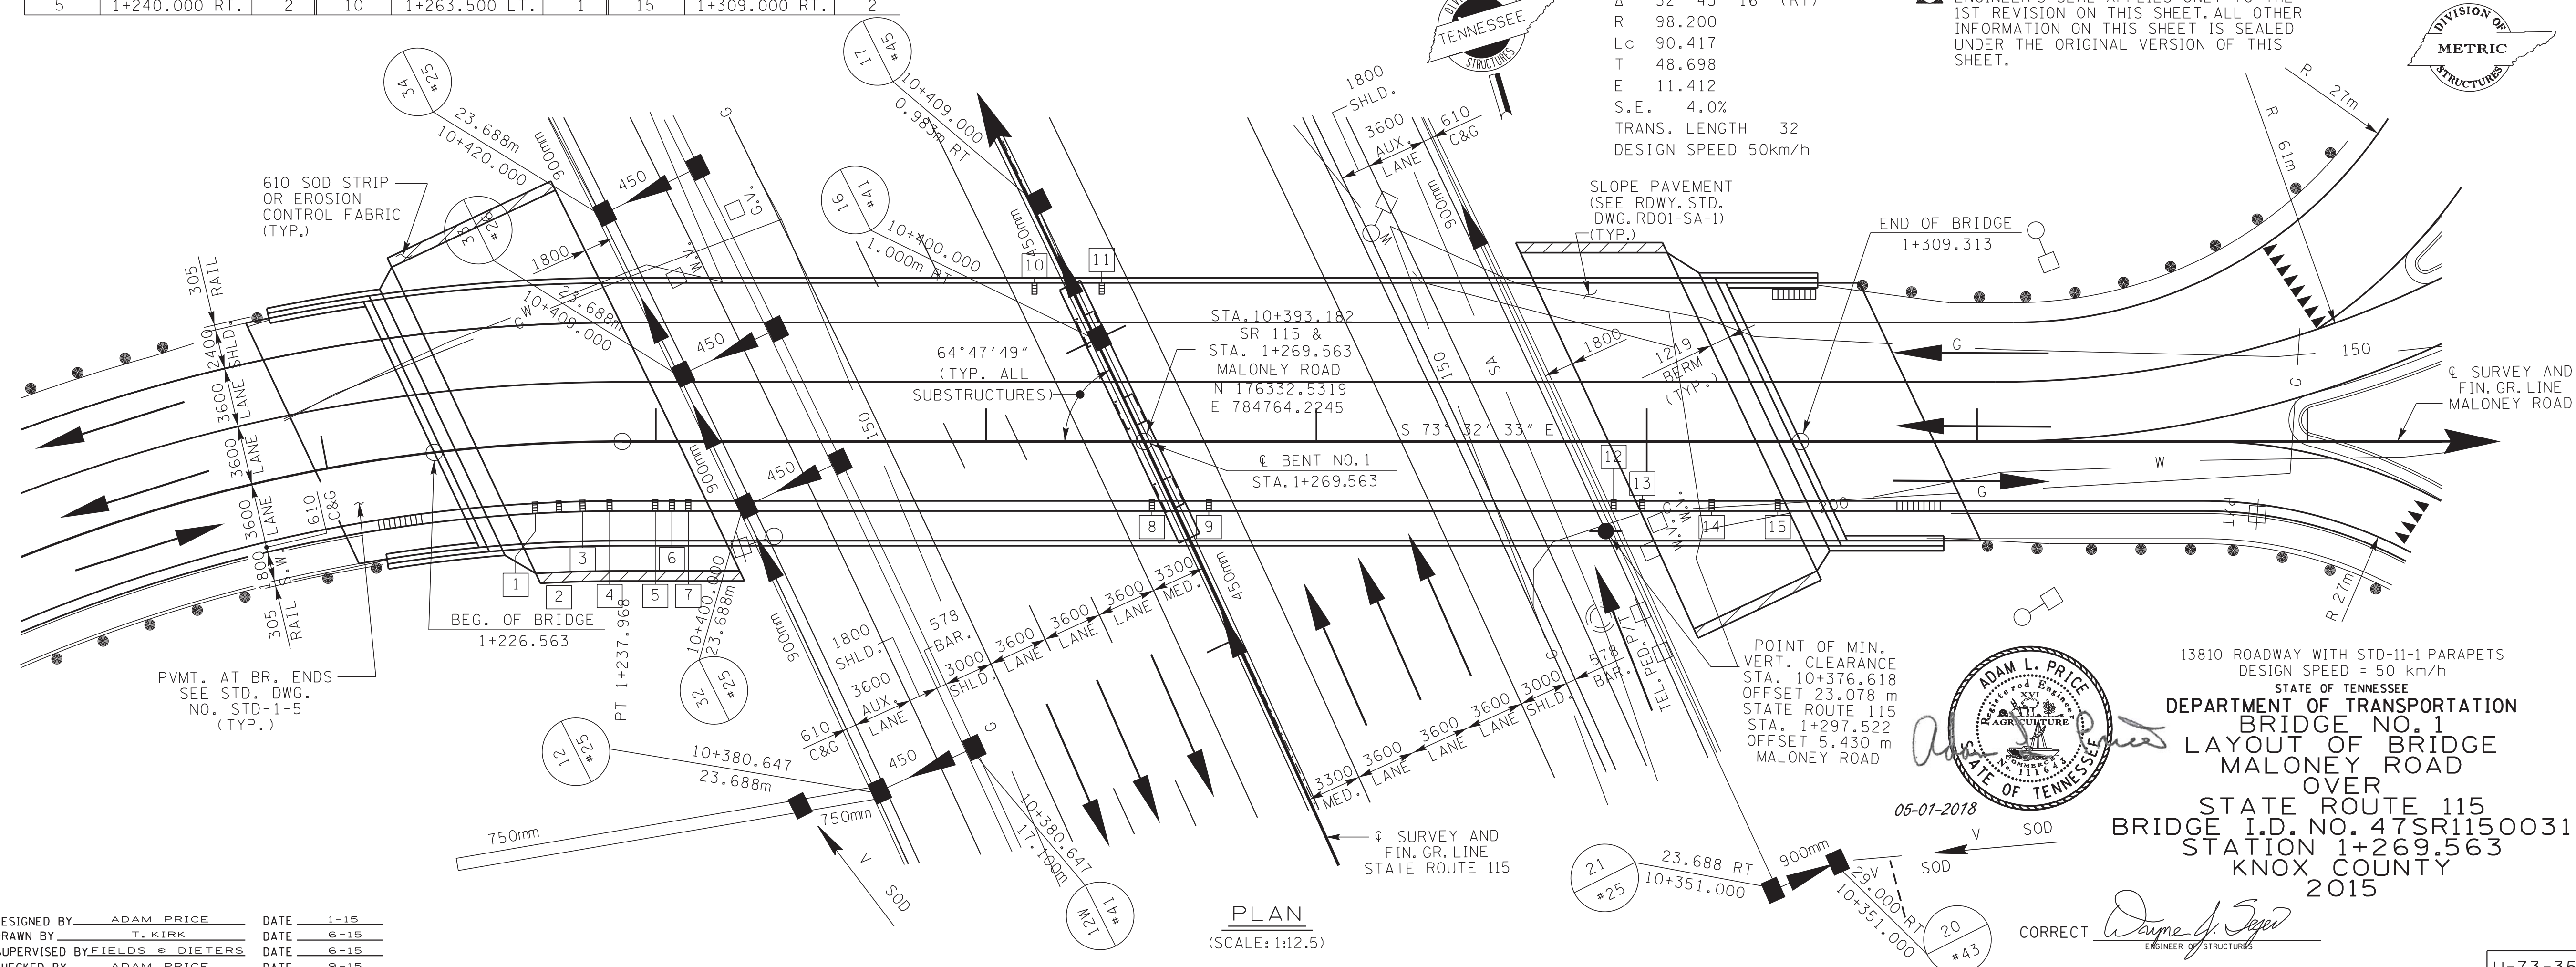 5 1+240.000 RT. 2 10 1+263.500 LT. 1 15 1+309.000 RT. 2
TENNESSEE
STRUCTURES
R 98.200
Lc 90.417
T 48.698
E 11.412
S.E. 4.0%
TRANS. LENGTH 32
DESIGN SPEED 50km/h
ENGINEER'S SEAL APPLIES ONLY TO THE
1ST REVISION ON THIS SHEET. ALL OTHER
INFORMATION ON THIS SHEET IS SEALED
UNDER THE ORIGINAL VERSION OF THIS
SHEET.
DIVISION OF
METRIC
STRUCTURES
34
#25
23.688m
10+420.000
17
#45
10+409.000
0.983m RT
16
#41
10+400.000
1.000m RT
33
#26
23.688m
10+409.000
610 SOD STRIP
OR EROSION
CONTROL FABRIC
(TYP.)
900mm
450
G.V.
W.V.
1800
450mm
10
11
1800
SHLD.
3600
AUX.
LANE
610
C&G
900mm
W
SLOPE PAVEMENT
(SEE RDWY. STD.
DWG. RD01-SA-1)
(TYP.)
END OF BRIDGE
1+309.313
R 27m
R 61m
305
RAIL
2400
SHLD.
3600
LANE
3600
LANE
3600
LANE
610
C&G
1800
S.W.
305
RAIL
G
W
450
150
64°47'49"
(TYP. ALL
SUBSTRUCTURES)
STA. 10+393.182
SR 115 &
STA. 1+269.563
MALONEY ROAD
N 176332.5319
E 784764.2245
150
SA
1800
1219
BERM
(TYP.)
G
150
G
℄ SURVEY AND
FIN. GR. LINE
MALONEY ROAD
S 73° 32' 33" E
℄ BENT NO. 1
STA. 1+269.563
900mm
450
12
13
14
15
200
W
G
P/T
W.V.
G.V.
W.V.
1
2
3
4
5
6
7
8
9
BEG. OF BRIDGE
1+226.563
PT 1+237.968
10+400.000
23.688m
32
#25
900mm
1800
SHLD.
3600
AUX.
LANE
610
C&G
578
BAR.
3000
SHLD.
3600
LANE
3600
LANE
3600
LANE
3300
MED.
450mm
3300
MED.
3600
LANE
3600
LANE
3600
LANE
3000
SHLD.
578
BAR.
TEL. PED. P/T
PVMT. AT BR. ENDS
SEE STD. DWG.
NO. STD-1-5
(TYP.)
POINT OF MIN.
VERT. CLEARANCE
STA. 10+376.618
OFFSET 23.078 m
STATE ROUTE 115
STA. 1+297.522
OFFSET 5.430 m
MALONEY ROAD
R 27m
12
#25
10+380.647
23.688m
450
750mm
750mm
V
SOD
10+380.647
17.100m
12W
#41
℄ SURVEY AND
FIN. GR. LINE
STATE ROUTE 115
PLAN
(SCALE: 1:12.5)
21
#25
23.688 RT
10+351.000
900mm
29.000 RT
10+351.000
20
#43
V
SOD
V
SOD
ADAM L. PRICE
Registered Engineer
XVI
AGRICULTURE
COMMERCE
No. 111643
STATE OF TENNESSEE
05-01-2018
13810 ROADWAY WITH STD-11-1 PARAPETS
DESIGN SPEED = 50 km/h
STATE OF TENNESSEE
DEPARTMENT OF TRANSPORTATION
BRIDGE NO. 1
LAYOUT OF BRIDGE
MALONEY ROAD
OVER
STATE ROUTE 115
BRIDGE I.D. NO. 47SR1150031
STATION 1+269.563
KNOX COUNTY
2015
CORRECT Wayne J. Seger
ENGINEER OF STRUCTURES
DESIGNED BY ADAM PRICE DATE 1-15
DRAWN BY T. KIRK DATE 6-15
SUPERVISED BY FIELDS & DIETERS DATE 6-15
CHECKED BY ADAM PRICE DATE 9-15
U-73-35